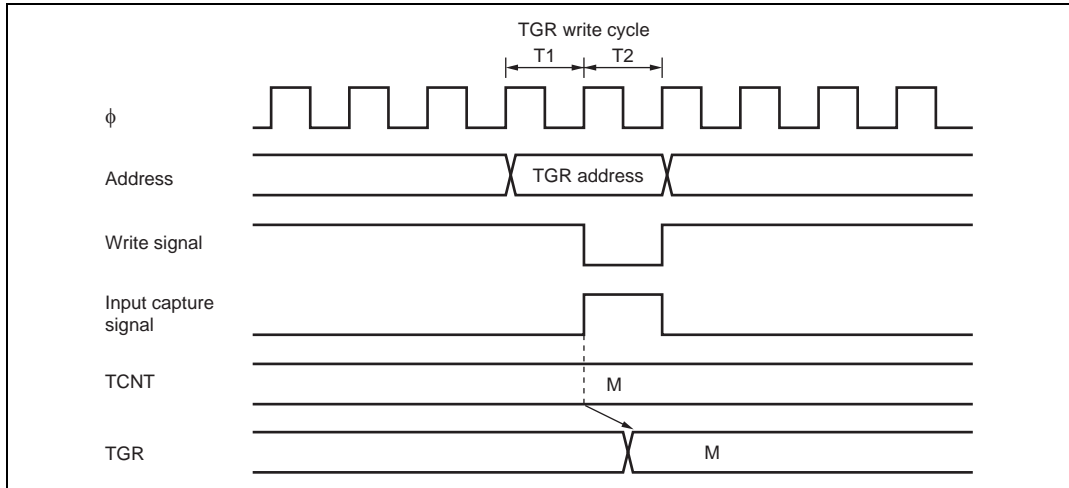 TGR write cycle
T1 T2
ϕ
Address
TGR address
Write signal
Input capture
signal
TCNT
M
TGR
M